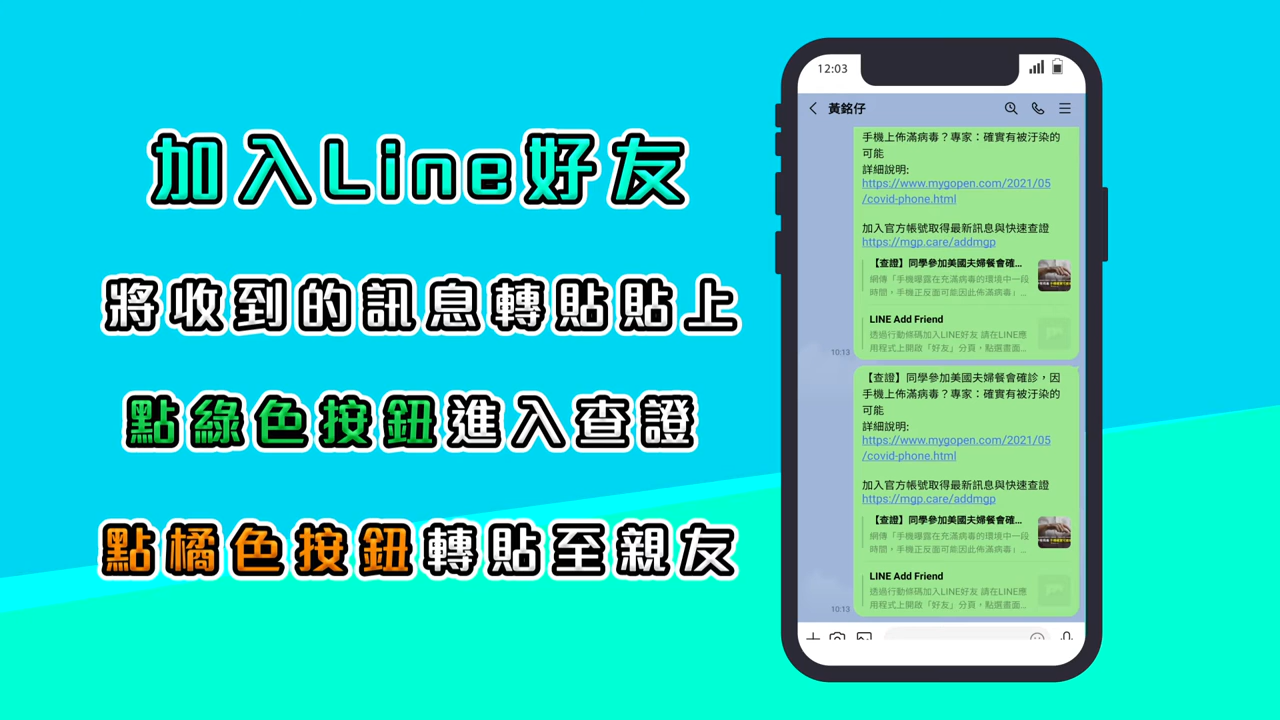 加入Line好友
將收到的訊息轉貼貼上
點綠色按鈕進入查證
點橘色按鈕轉貼至親友
12:03
黃銘仔
手機上佈滿病毒？專家：確實有被汙染的
可能
詳細說明:
https://www.mygopen.com/2021/05
/covid-phone.html
加入官方帳號取得最新訊息與快速查證
https://mgp.care/addmgp
【查證】同學參加美國夫婦餐會確...
網傳「手機曝露在充滿病毒的環境中一段
時間，手機正反面可能因此佈滿病毒」...
LINE Add Friend
透過行動條碼加入LINE好友 請在LINE應
用程式上開啟「好友」分頁，點選畫面...
10:13
【查證】同學參加美國夫婦餐會確診，因
手機上佈滿病毒？專家：確實有被汙染的
可能
詳細說明:
https://www.mygopen.com/2021/05
/covid-phone.html
加入官方帳號取得最新訊息與快速查證
https://mgp.care/addmgp
【查證】同學參加美國夫婦餐會確...
網傳「手機曝露在充滿病毒的環境中一段
時間，手機正反面可能因此佈滿病毒」...
LINE Add Friend
透過行動條碼加入LINE好友 請在LINE應
用程式上開啟「好友」分頁，點選畫面...
10:13